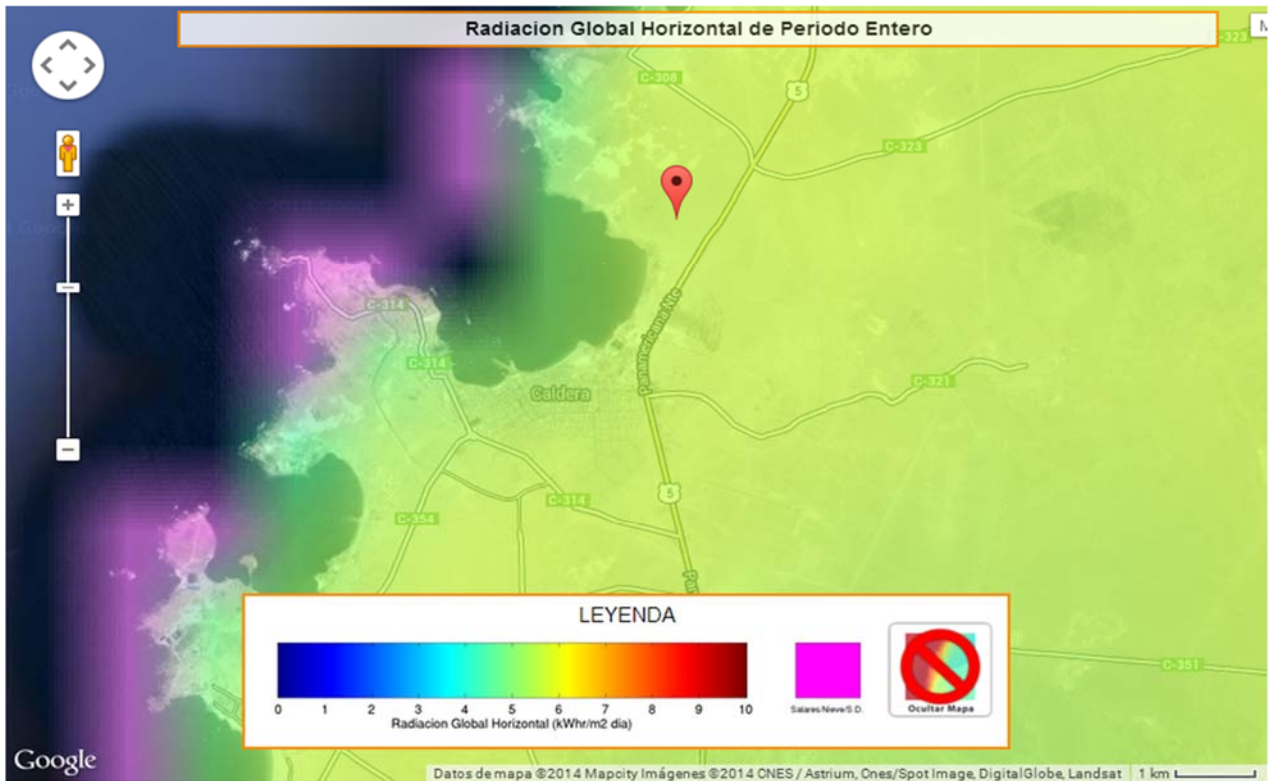 Radiacion Global Horizontal de Periodo Entero
M
C-323
C-308
5
C-323
C-314
Panamericana Nte
C-314
C-321
Caldera
5
C-314
C-354
Pan
LEYENDA
C-351
0 1 2 3 4 5 6 7 8 9 10
Radiacion Global Horizontal (kWhr/m2 dia)
Salares/Nieve/S.D.
Ocultar Mapa
Google
Datos de mapa ©2014 Mapcity Imágenes ©2014 CNES / Astrium, Cnes/Spot Image, DigitalGlobe, Landsat
1 km